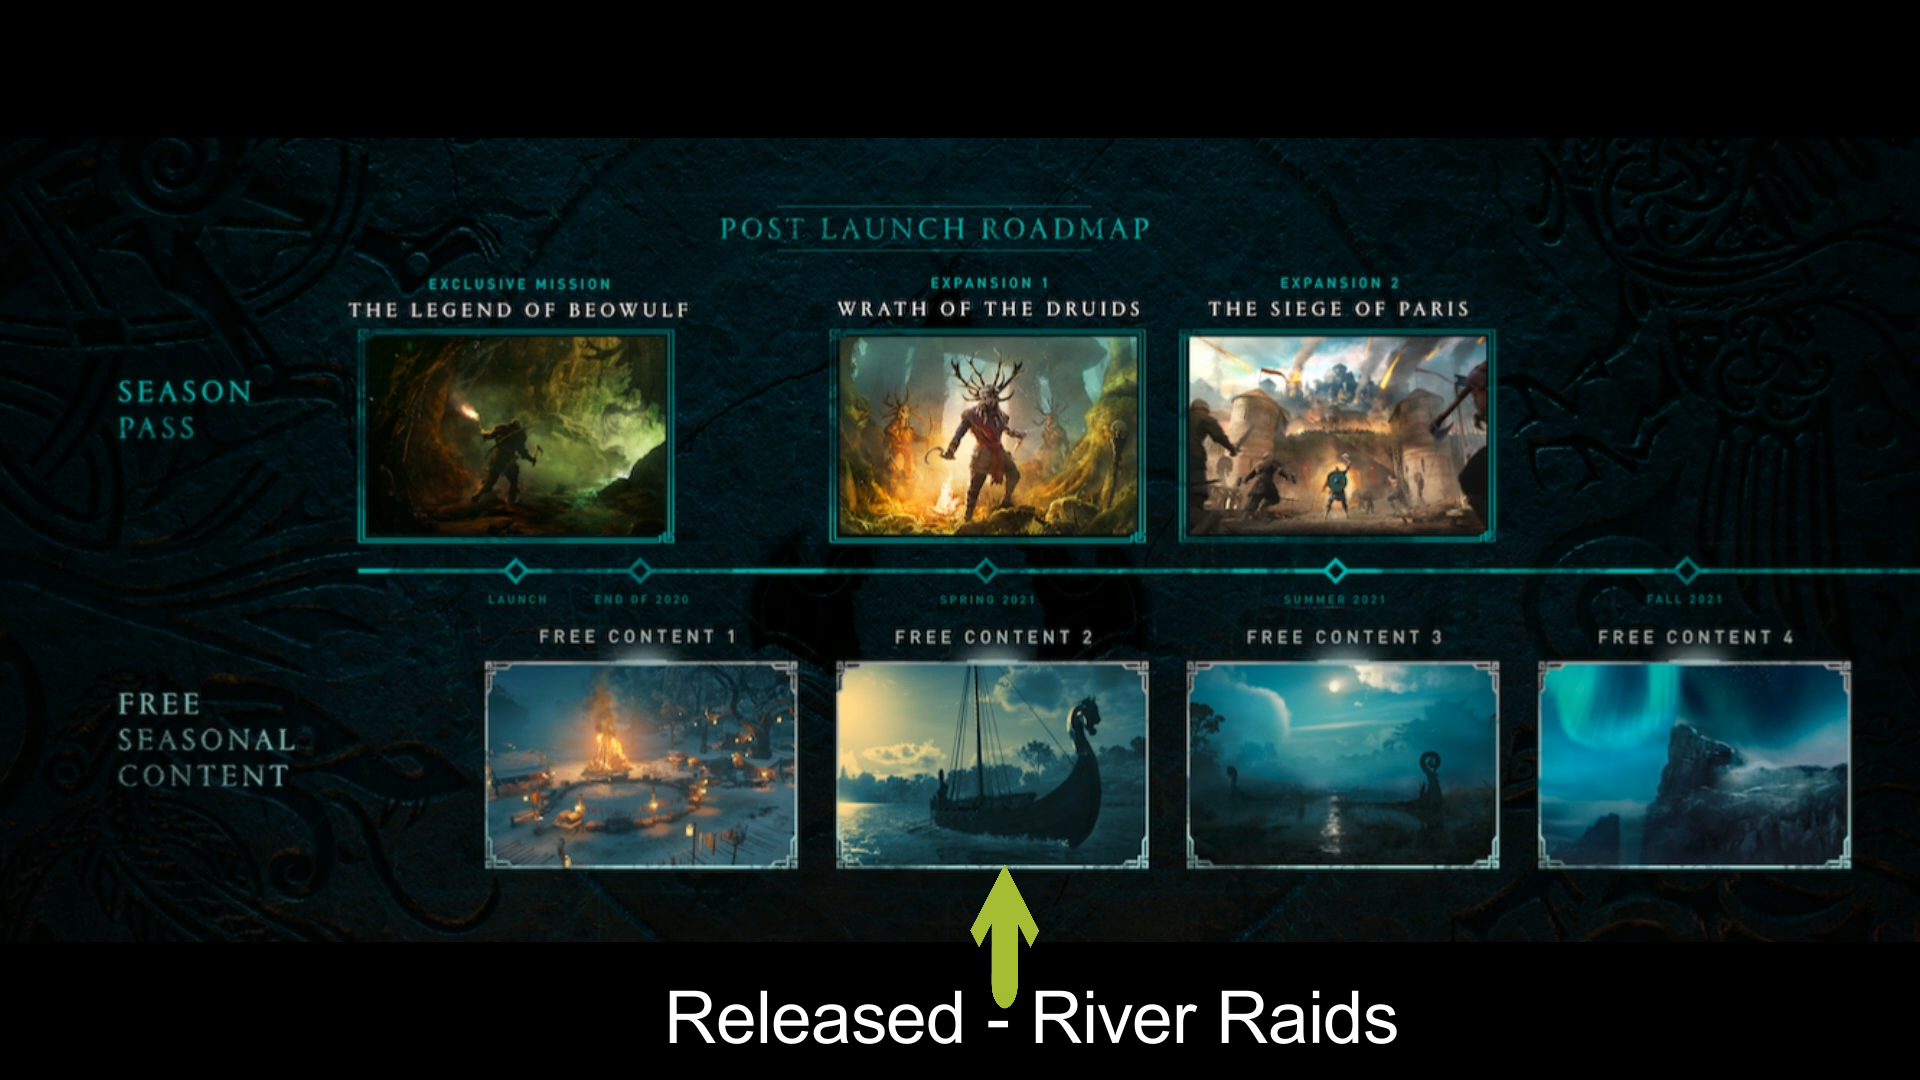 POST LAUNCH ROADMAP
EXCLUSIVE MISSION
THE LEGEND OF BEOWULF
EXPANSION 1
WRATH OF THE DRUIDS
EXPANSION 2
THE SIEGE OF PARIS
SEASON
PASS
LAUNCH
END OF 2020
SPRING 2021
SUMMER 2021
FALL 2021
FREE CONTENT 1
FREE CONTENT 2
FREE CONTENT 3
FREE CONTENT 4
FREE
SEASONAL
CONTENT
Released - River Raids